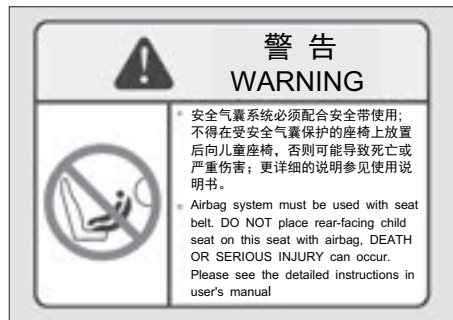 警 告
WARNING
安全气囊系统必须配合安全带使用;
不得在受安全气囊保护的座椅上放置
后向儿童座椅，否则可能导致死亡或
严重伤害；更详细的说明参见使用说
明书。
Airbag system must be used with seat
belt. DO NOT place rear-facing child
seat on this seat with airbag, DEATH
OR SERIOUS INJURY can occur.
Please see the detailed instructions in
user's manual